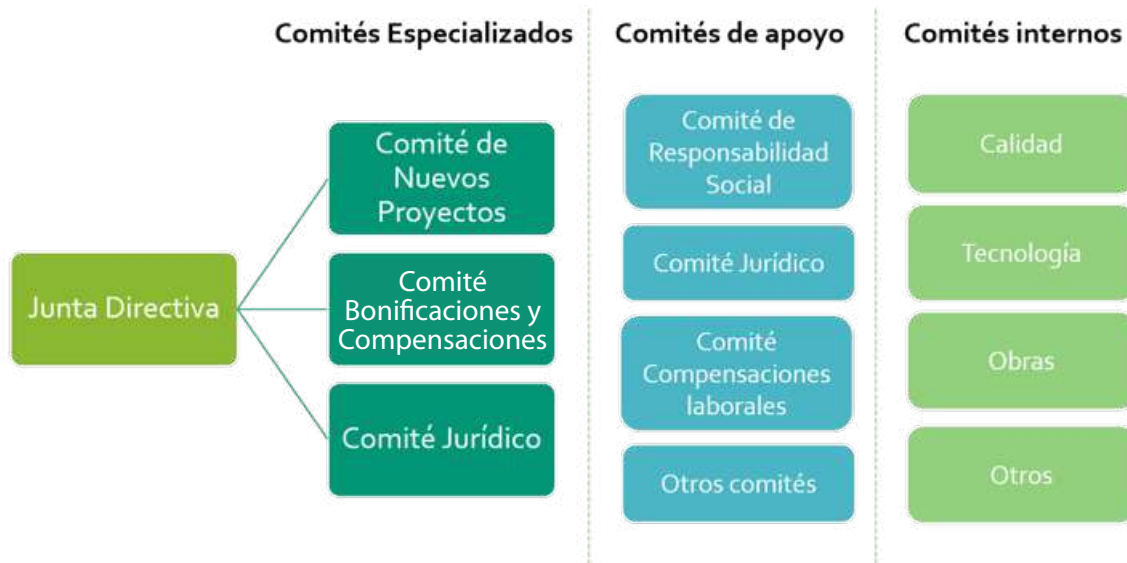 Comités Especializados
Comités de apoyo
Comités internos
Junta Directiva
Comité de
Nuevos
Proyectos
Comité
Bonificaciones y
Compensaciones
Comité Jurídico
Comité de
Responsabilidad
Social
Comité Jurídico
Comité
Compensaciones
laborales
Otros comités
Calidad
Tecnología
Obras
Otros